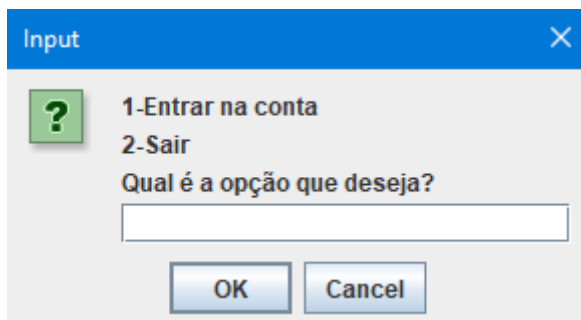 Input
1-Entrar na conta
2-Sair
Qual é a opção que deseja?
OK Cancel